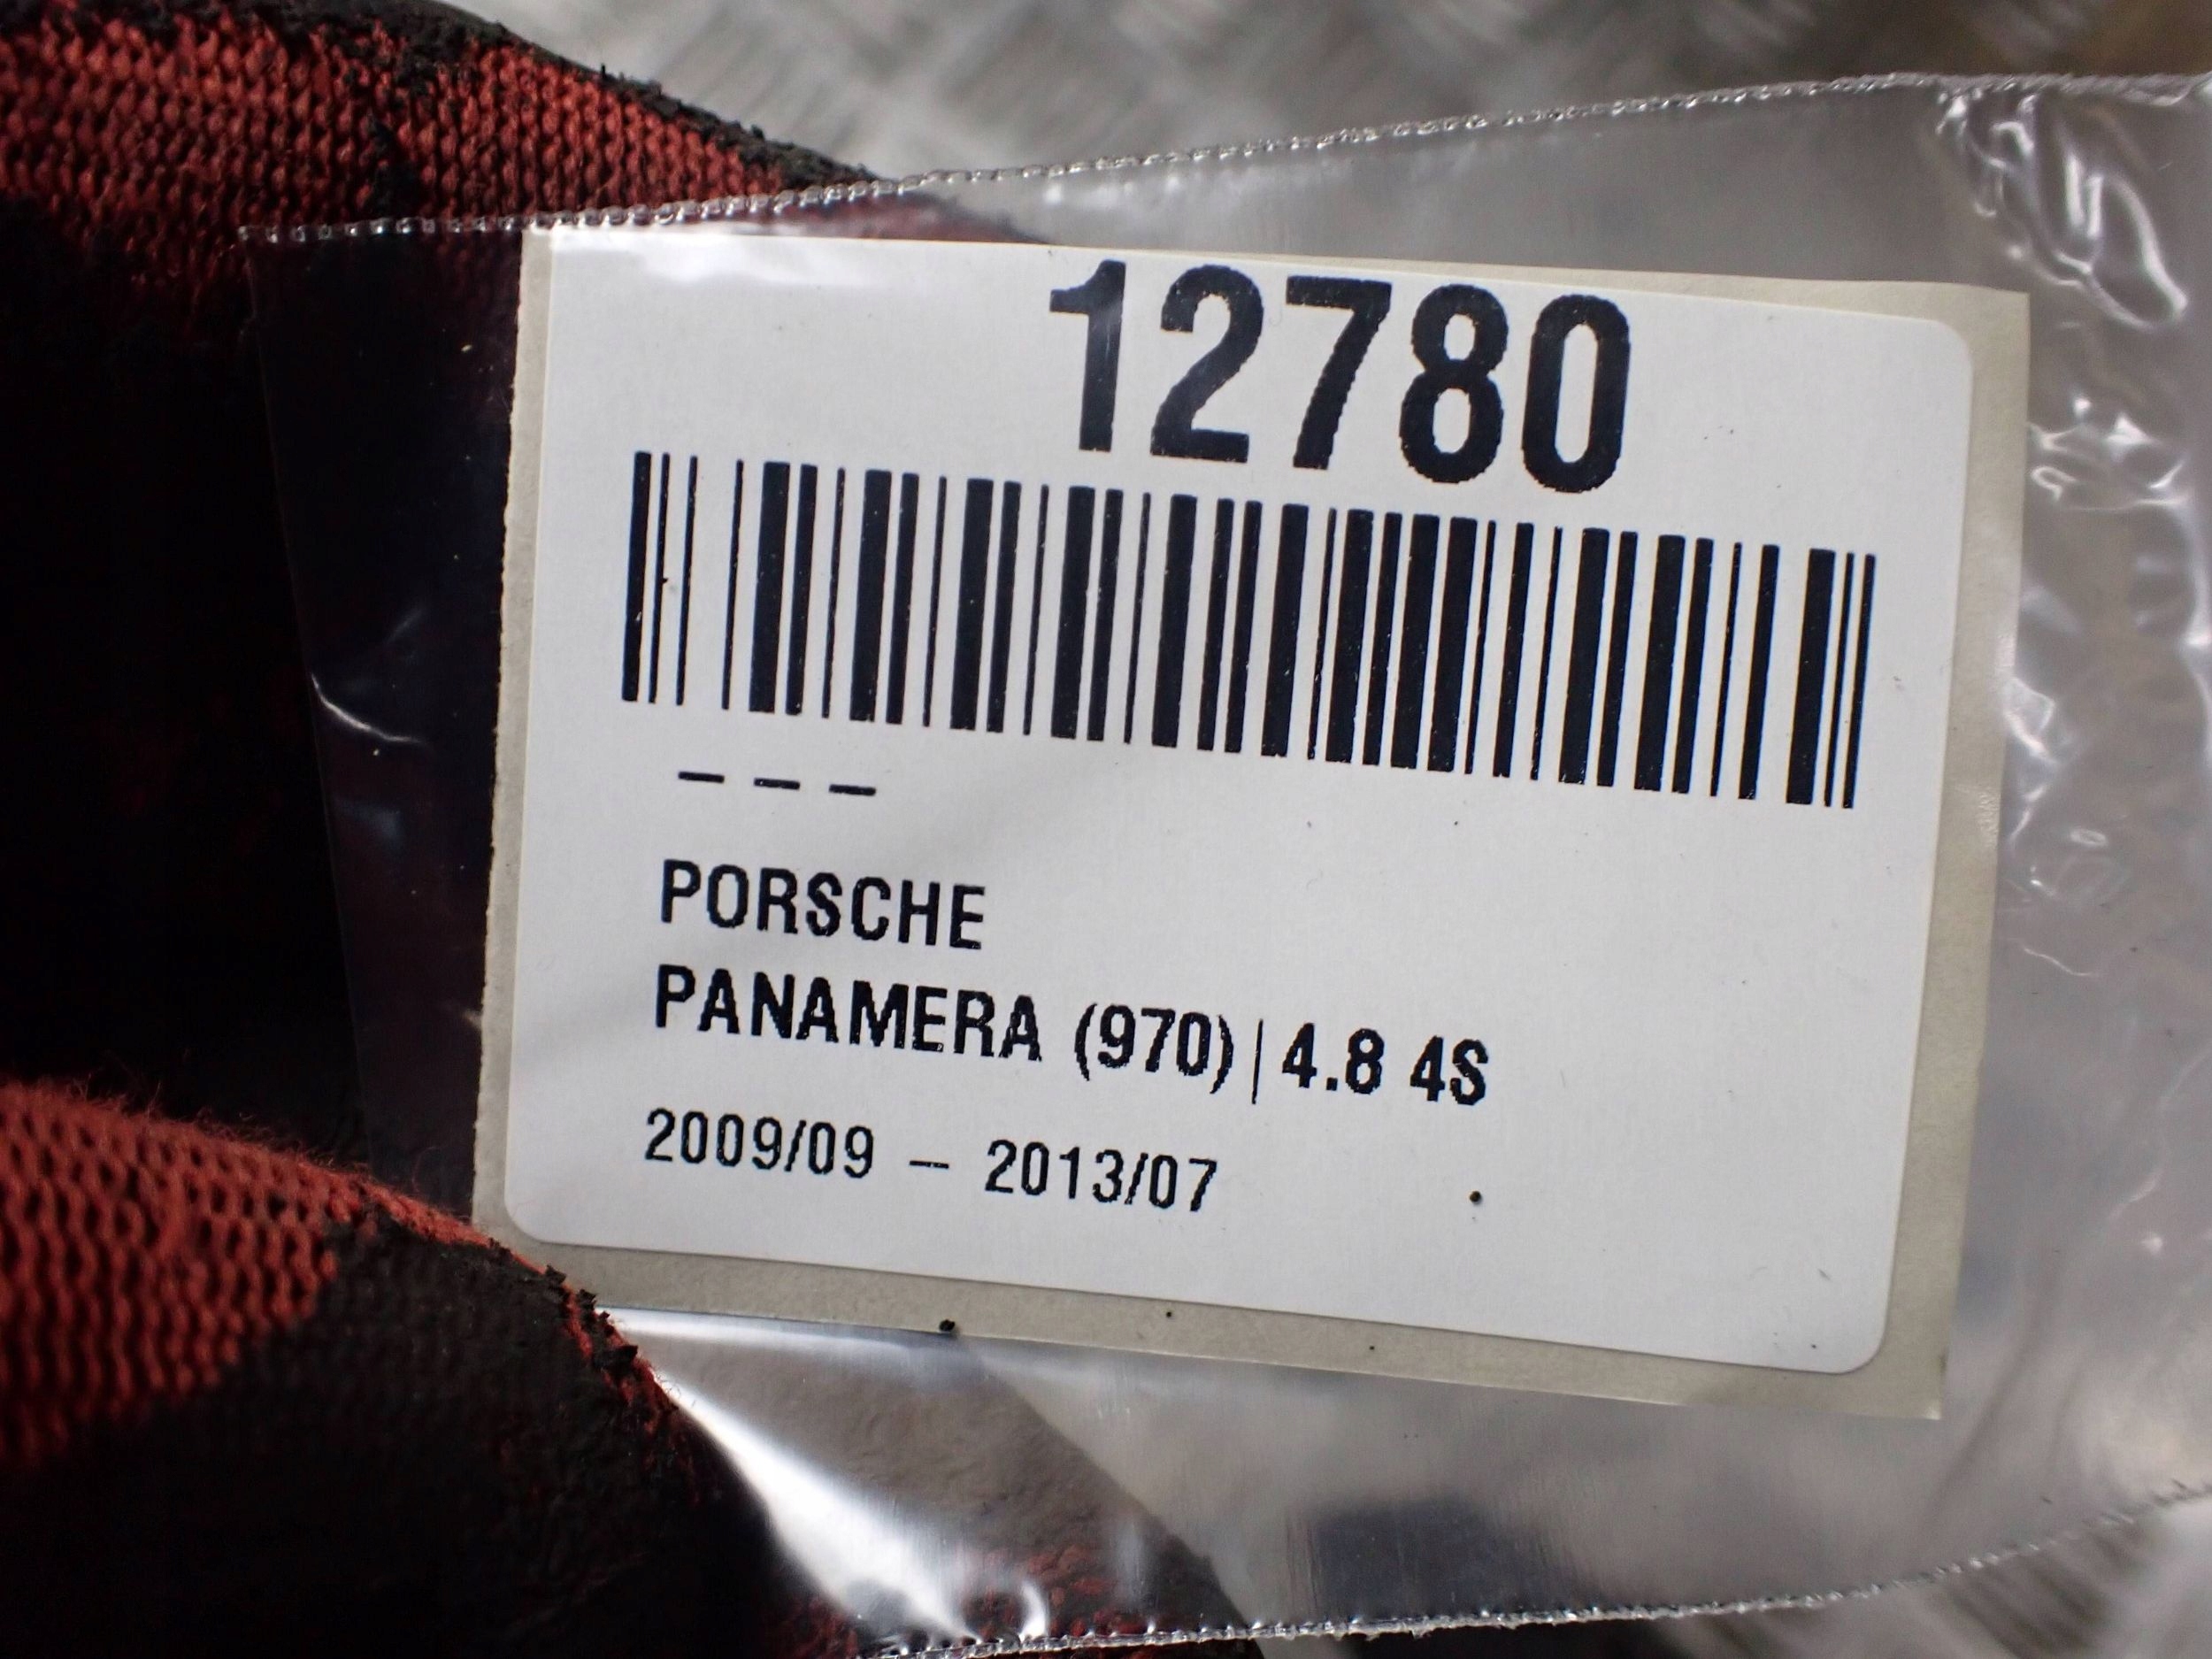 12780
– – –
PORSCHE
PANAMERA (970)|4.8 4S
2009/09 – 2013/07